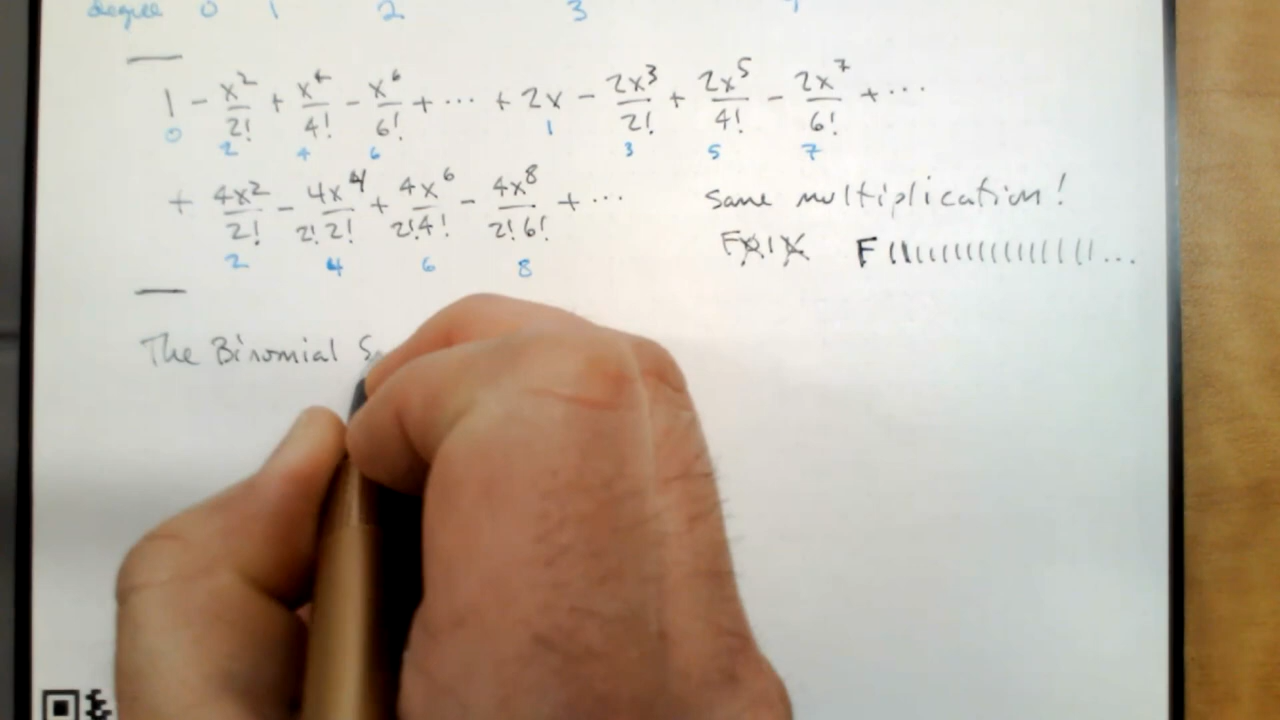 degree 0 1 2 3 4
1 - x²/2! + x⁴/4! - x⁶/6! + ⋯ + 2x - 2x³/2! + 2x⁵/4! - 2x⁷/6! + ⋯
0 2 4 6 1 3 5 7
+ 4x²/2! - 4x⁴/2!2! + 4x⁶/2!4! - 4x⁸/2!6! + ⋯ same multiplication!
2 4 6 8 FOIL FIIIIIIIIIIIIIIII...
The Binomial S